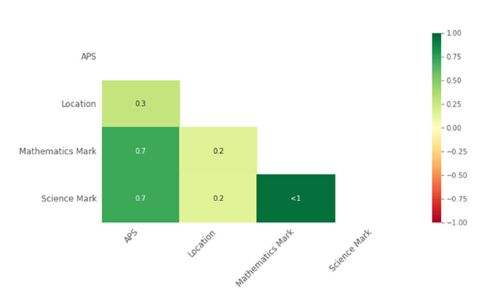 APS
Location 0.3
Mathematics Mark 0.7 0.2
Science Mark 0.7 0.2 <1
APS Location Mathematics Mark Science Mark
1.00
0.75
0.50
0.25
0.00
−0.25
−0.50
−0.75
−1.00